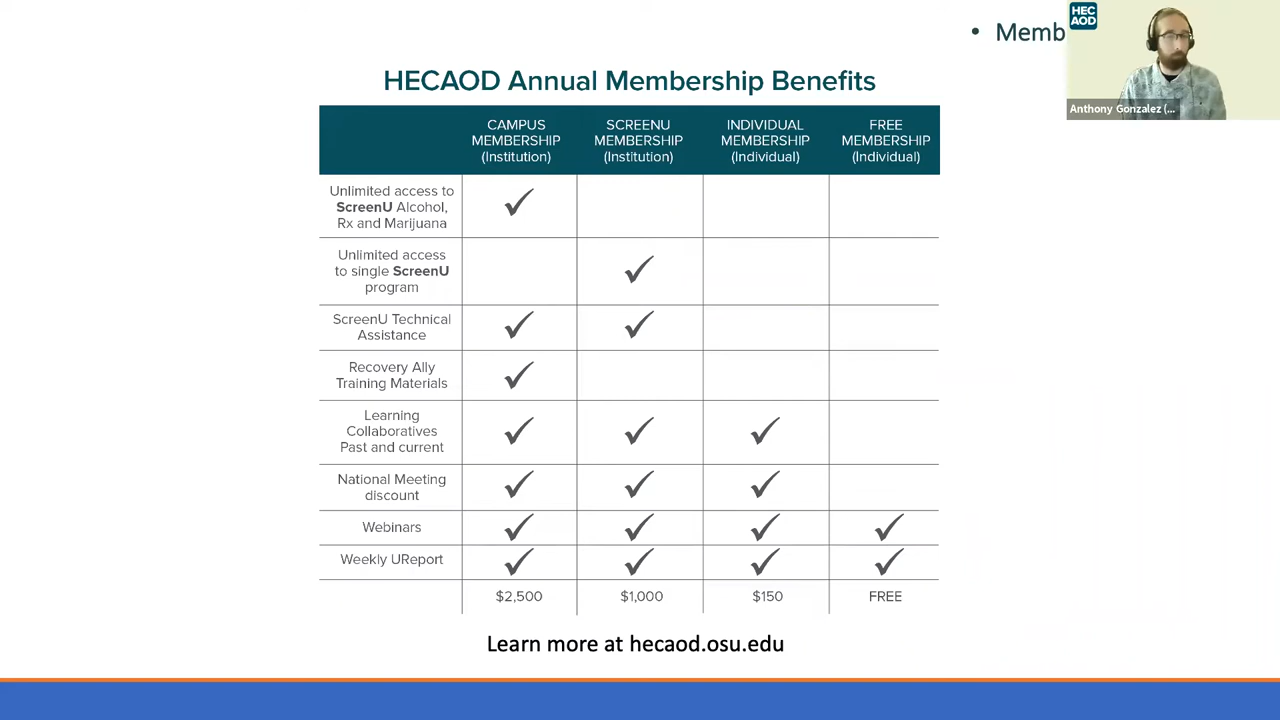 • Memb
HEC
AOD
Anthony Gonzalez (...
HECAOD Annual Membership Benefits
CAMPUS
MEMBERSHIP
(Institution)
SCREENU
MEMBERSHIP
(Institution)
INDIVIDUAL
MEMBERSHIP
(Individual)
FREE
MEMBERSHIP
(Individual)
Unlimited access to
ScreenU Alcohol,
Rx and Marijuana
Unlimited access
to single ScreenU
program
ScreenU Technical
Assistance
Recovery Ally
Training Materials
Learning
Collaboratives
Past and current
National Meeting
discount
Webinars
Weekly UReport
$2,500
$1,000
$150
FREE
Learn more at hecaod.osu.edu